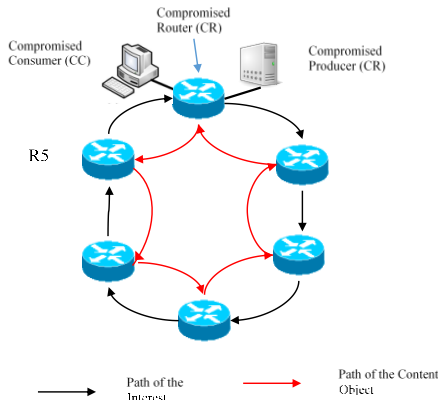 Compromised
Router (CR)
Compromised
Consumer (CC)
Compromised
Producer (CR)
R5
Path of the
Interest
Path of the Content
Object